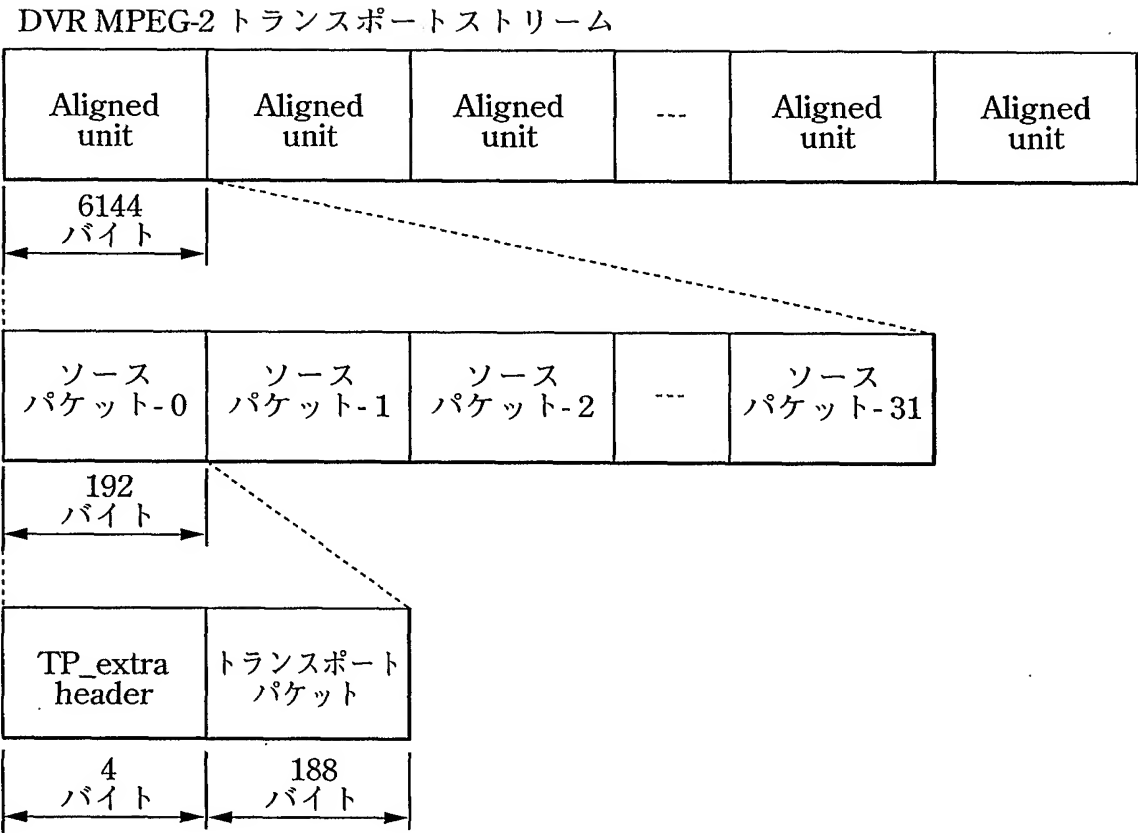 DVR MPEG-2 トランスポートストリーム
Aligned
unit
Aligned
unit
Aligned
unit
---
Aligned
unit
Aligned
unit
6144
バイト
ソース
パケット-0
ソース
パケット-1
ソース
パケット-2
---
ソース
パケット-31
192
バイト
TP_extra
header
トランスポート
パケット
4
バイト
188
バイト